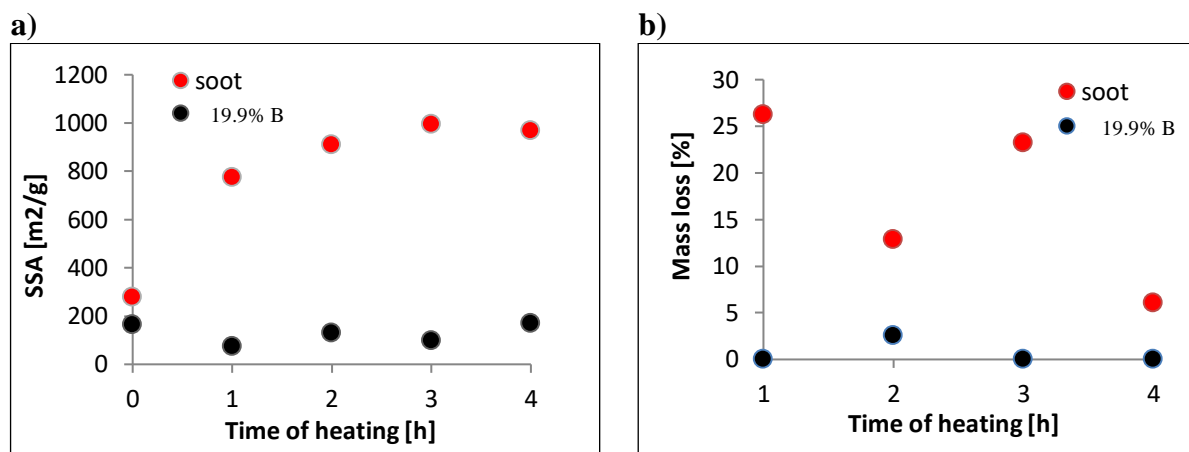 a)
1200
1000
800
600
400
200
0
SSA [m2/g]
soot
19.9% B
0 1 2 3 4
Time of heating [h]
b)
30
25
20
15
10
5
0
Mass loss [%]
soot
19.9% B
1 2 3 4
Time of heating [h]